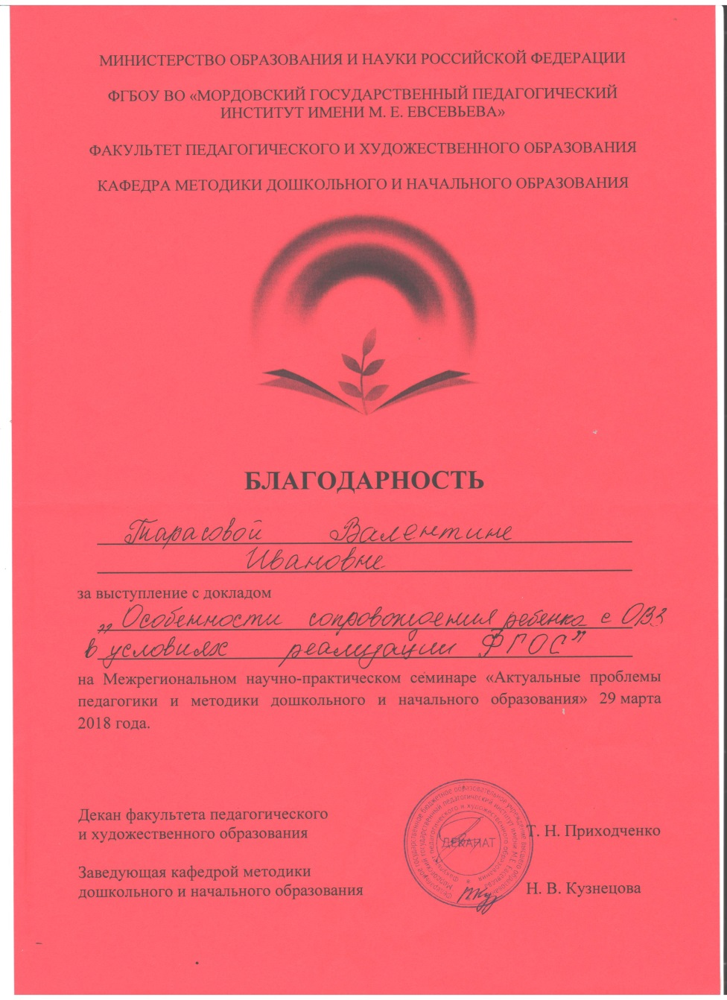 МИНИСТЕРСТВО ОБРАЗОВАНИЯ И НАУКИ РОССИЙСКОЙ ФЕДЕРАЦИИ
ФГБОУ ВО «МОРДОВСКИЙ ГОСУДАРСТВЕННЫЙ ПЕДАГОГИЧЕСКИЙ
ИНСТИТУТ ИМЕНИ М. Е. ЕВСЕВЬЕВА»
ФАКУЛЬТЕТ ПЕДАГОГИЧЕСКОГО И ХУДОЖЕСТВЕННОГО ОБРАЗОВАНИЯ
КАФЕДРА МЕТОДИКИ ДОШКОЛЬНОГО И НАЧАЛЬНОГО ОБРАЗОВАНИЯ
БЛАГОДАРНОСТЬ
Тарасовой Валентине
Ивановне
за выступление с докладом
„Особенности сопровождения ребенка с ОВЗ
в условиях реализации ФГОС"
на Межрегиональном научно-практическом семинаре «Актуальные проблемы
педагогики и методики дошкольного и начального образования» 29 марта
2018 года.
Декан факультета педагогического
и художественного образования
Т. Н. Приходченко
ДЕКАНАТ
Заведующая кафедрой методики
дошкольного и начального образования
Н. В. Кузнецова